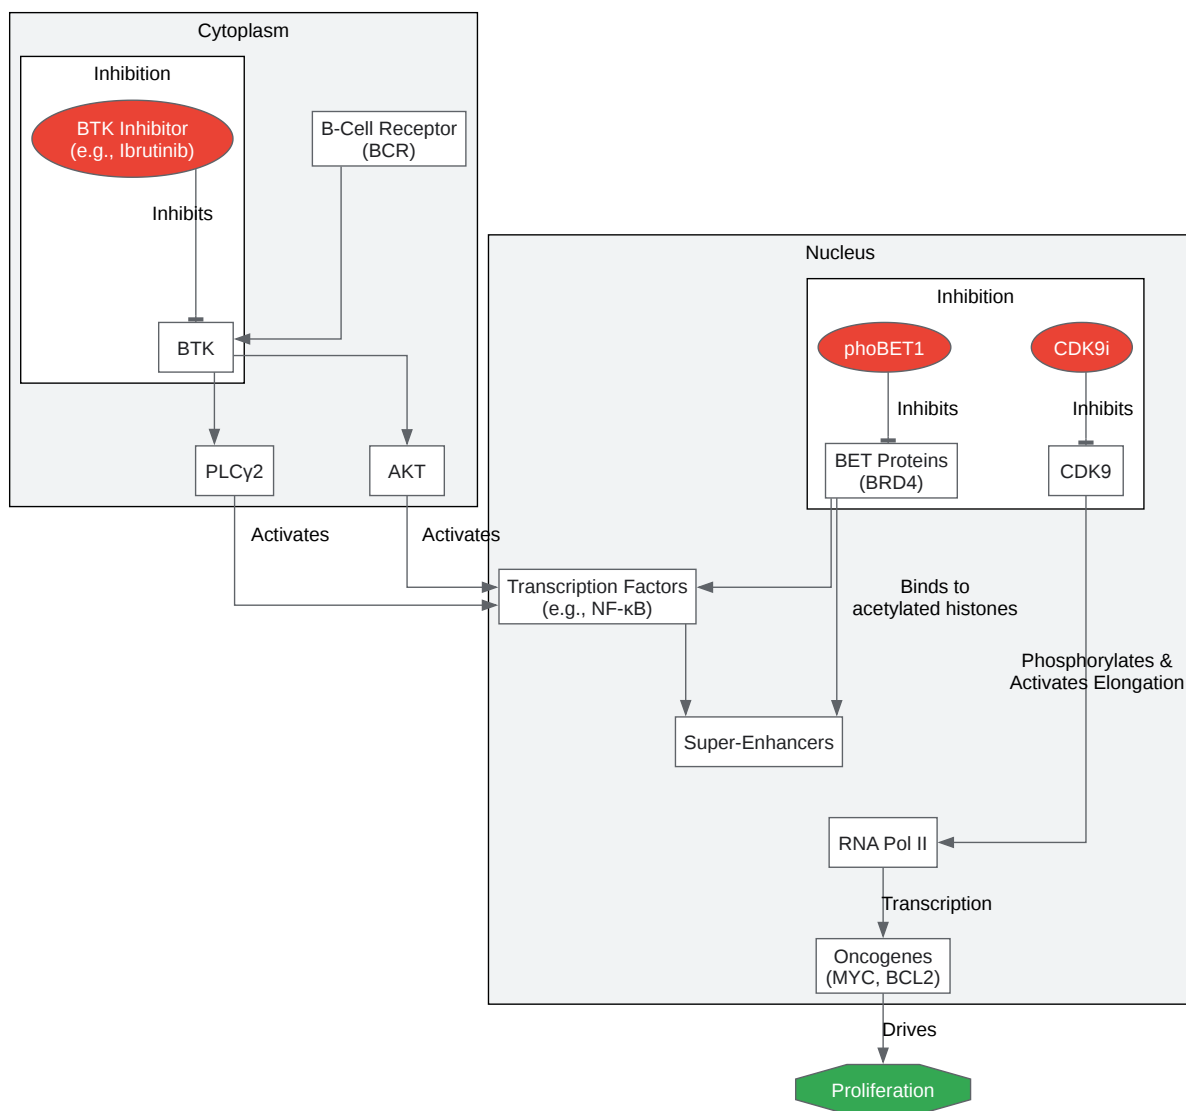 Cytoplasm
Inhibition
BTK Inhibitor
(e.g., Ibrutinib)
B-Cell Receptor
(BCR)
Inhibits
BTK
PLCγ2
AKT
Activates
Activates
Nucleus
Inhibition
phoBET1
CDK9i
Inhibits
Inhibits
BET Proteins
(BRD4)
CDK9
Transcription Factors
(e.g., NF-κB)
Binds to
acetylated histones
Phosphorylates &
Activates Elongation
Super-Enhancers
RNA Pol II
Transcription
Oncogenes
(MYC, BCL2)
Drives
Proliferation